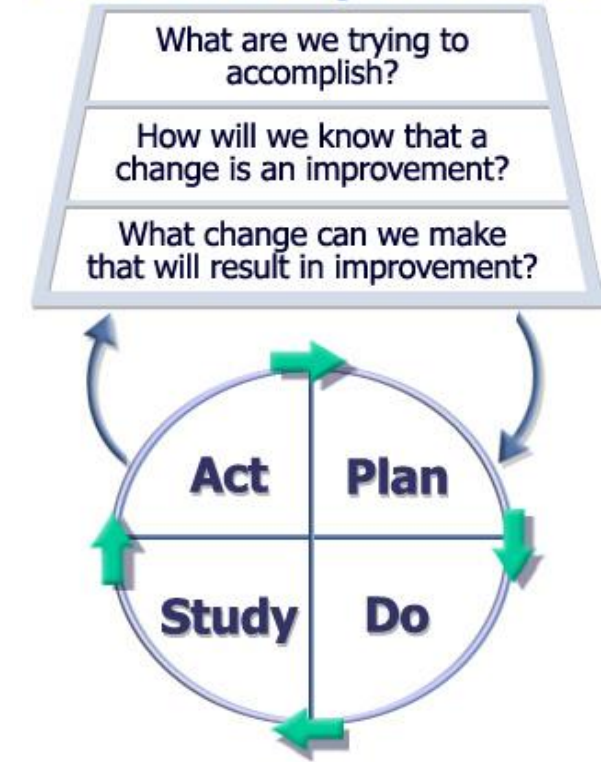 What are we trying to
accomplish?
How will we know that a
change is an improvement?
What change can we make
that will result in improvement?
Act
Plan
Study
Do